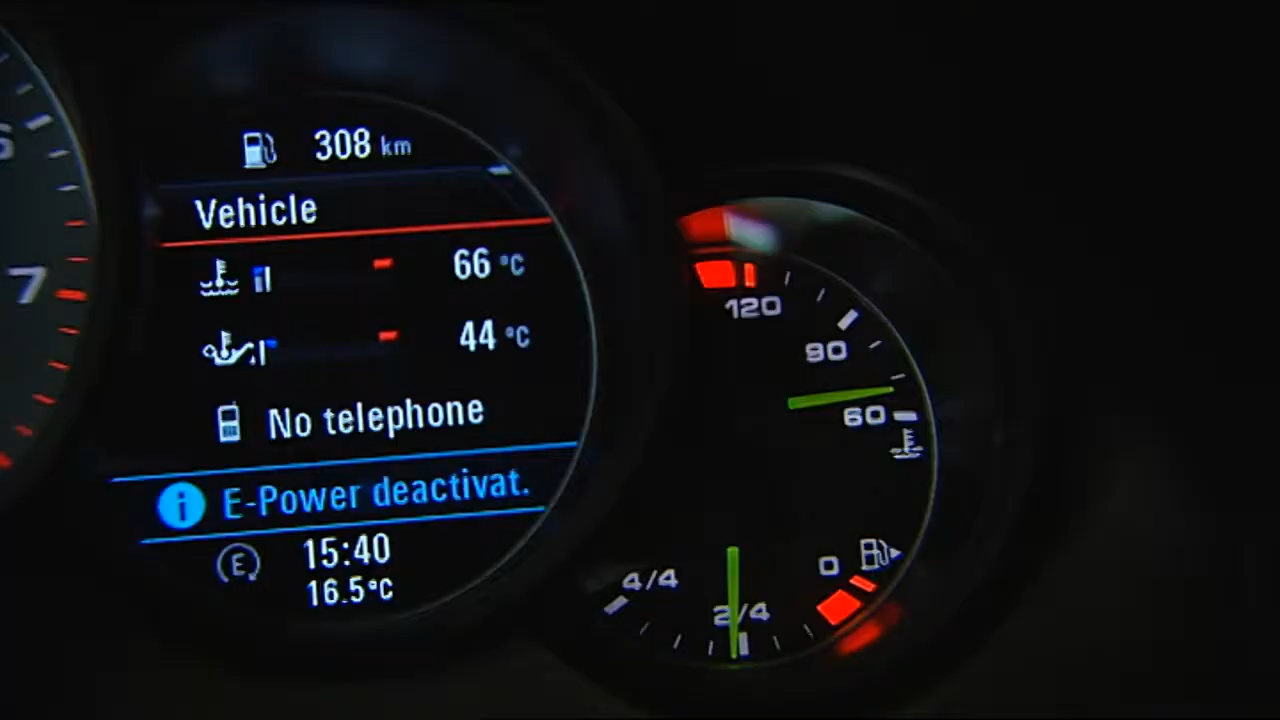 6
7
308 km
Vehicle
66 °C
44 °C
No telephone
i E-Power deactivat.
E 15:40
16.5°C
120
90
60
0
4/4
2/4